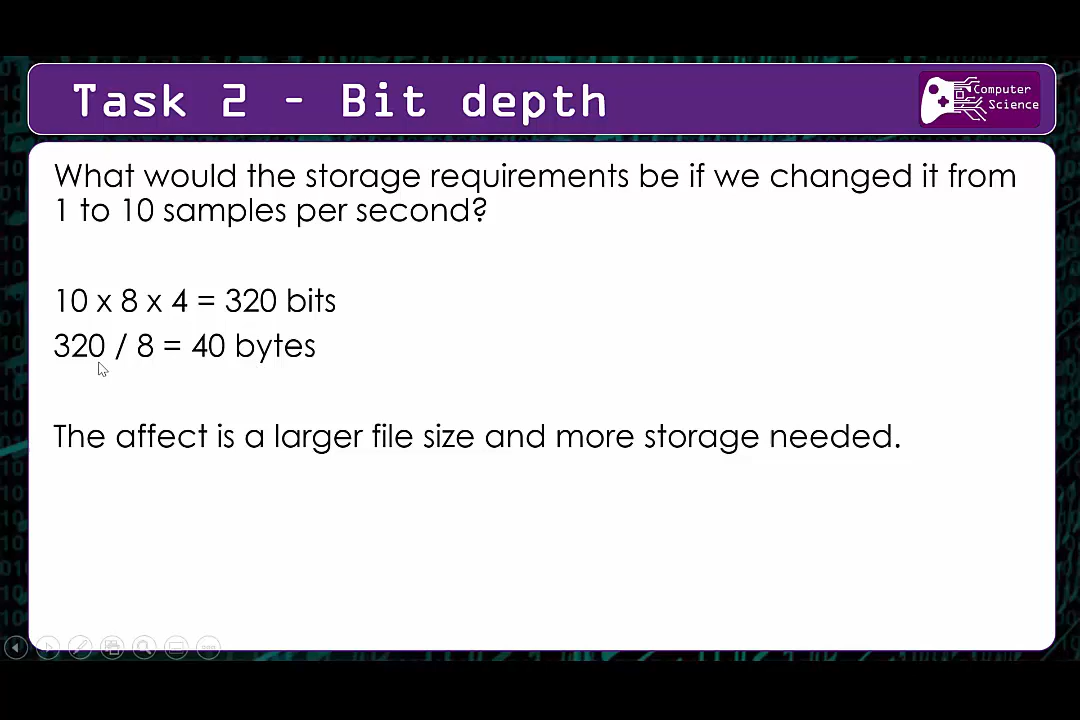 Task 2 - Bit depth
Computer
Science
What would the storage requirements be if we changed it from
1 to 10 samples per second?
10 x 8 x 4 = 320 bits
320 / 8 = 40 bytes
The affect is a larger file size and more storage needed.